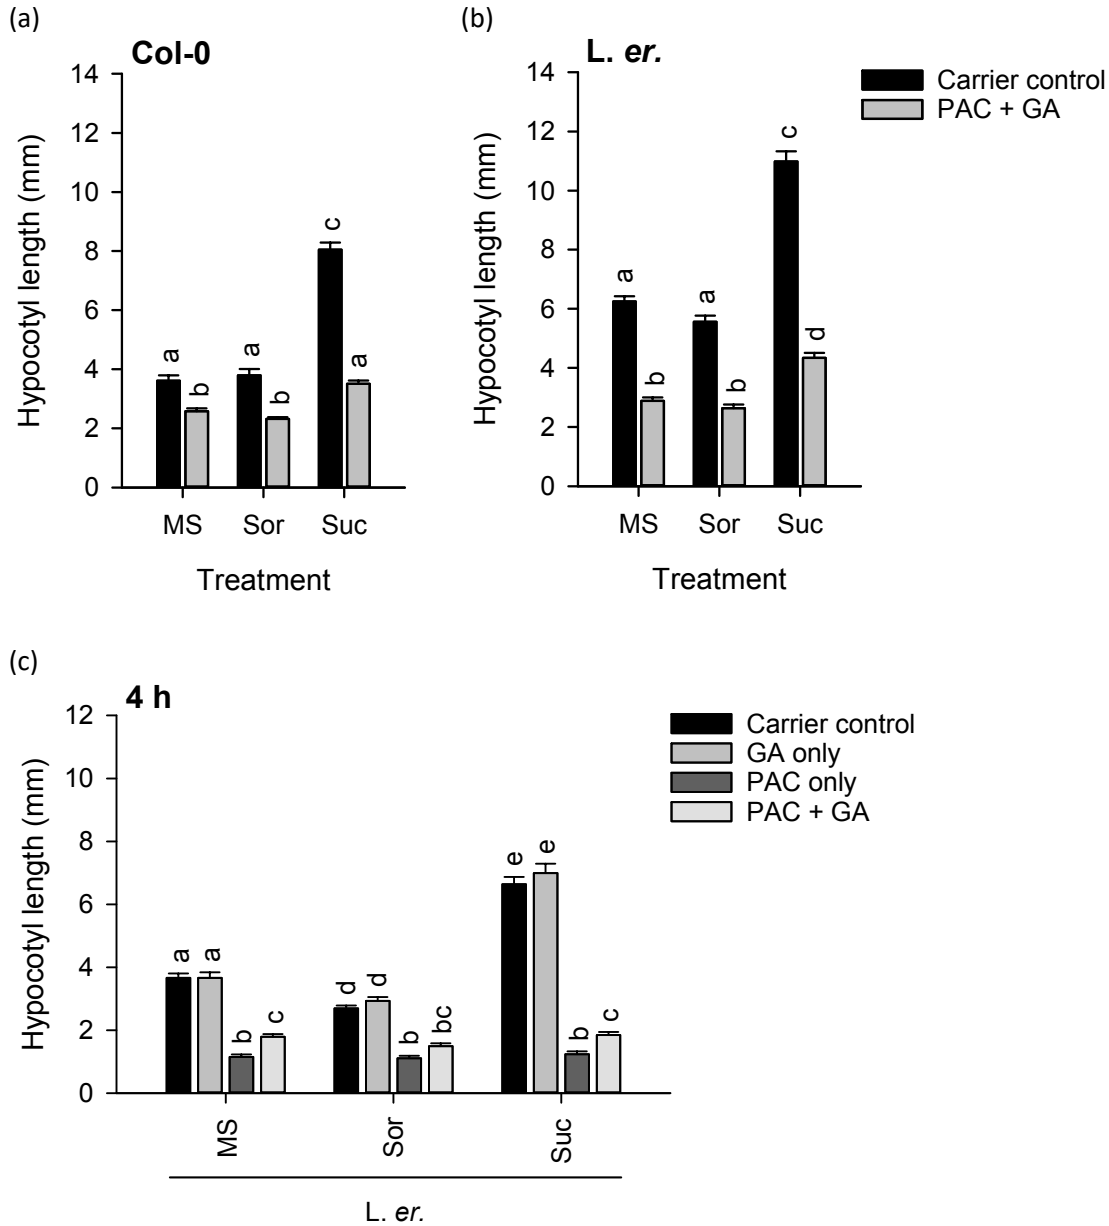 (a)
Col-0
Hypocotyl length (mm)
14
12
10
8
6
4
2
0
a
b
a
b
c
a
MS Sor Suc
Treatment
(b)
L. er.
Hypocotyl length (mm)
14
12
10
8
6
4
2
0
a
b
a
b
c
d
MS Sor Suc
Treatment
Carrier control
PAC + GA
(c)
4 h
Hypocotyl length (mm)
12
10
8
6
4
2
0
a
a
b
c
d
d
b
bc
e
e
b
c
MS
Sor
Suc
L. er.
Carrier control
GA only
PAC only
PAC + GA